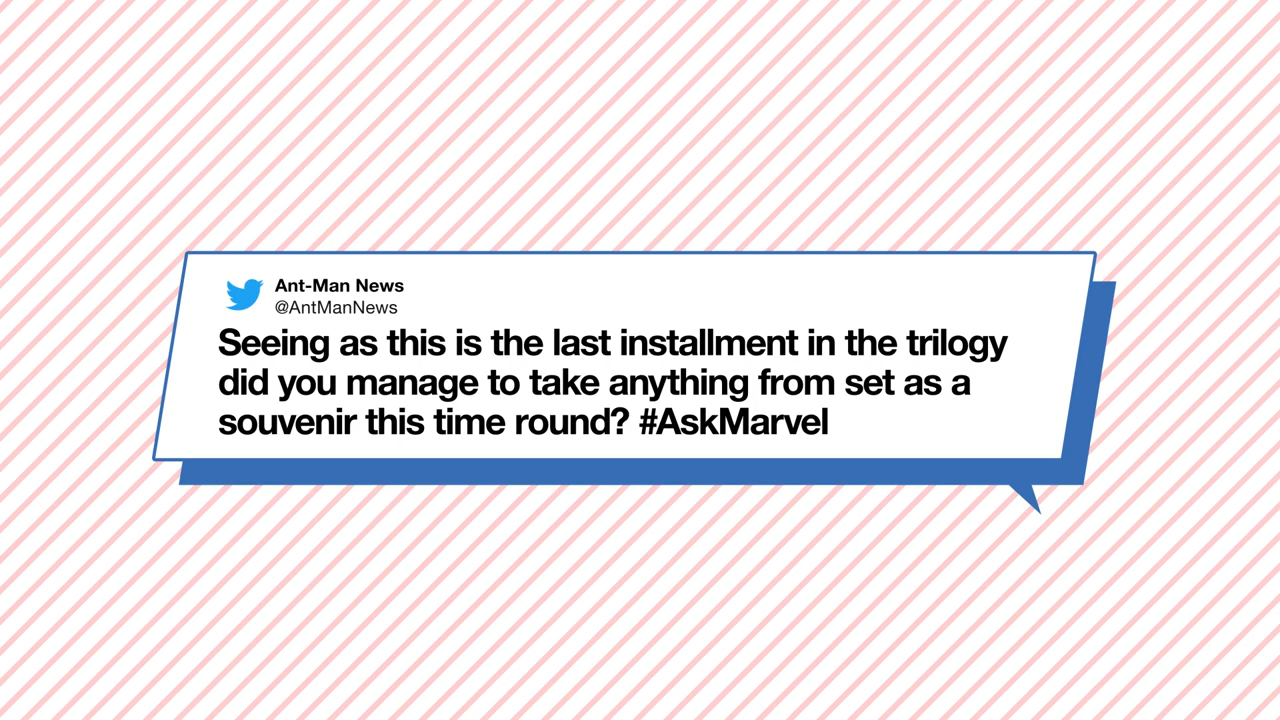 Ant-Man News
@AntManNews
Seeing as this is the last installment in the trilogy
did you manage to take anything from set as a
souvenir this time round? #AskMarvel